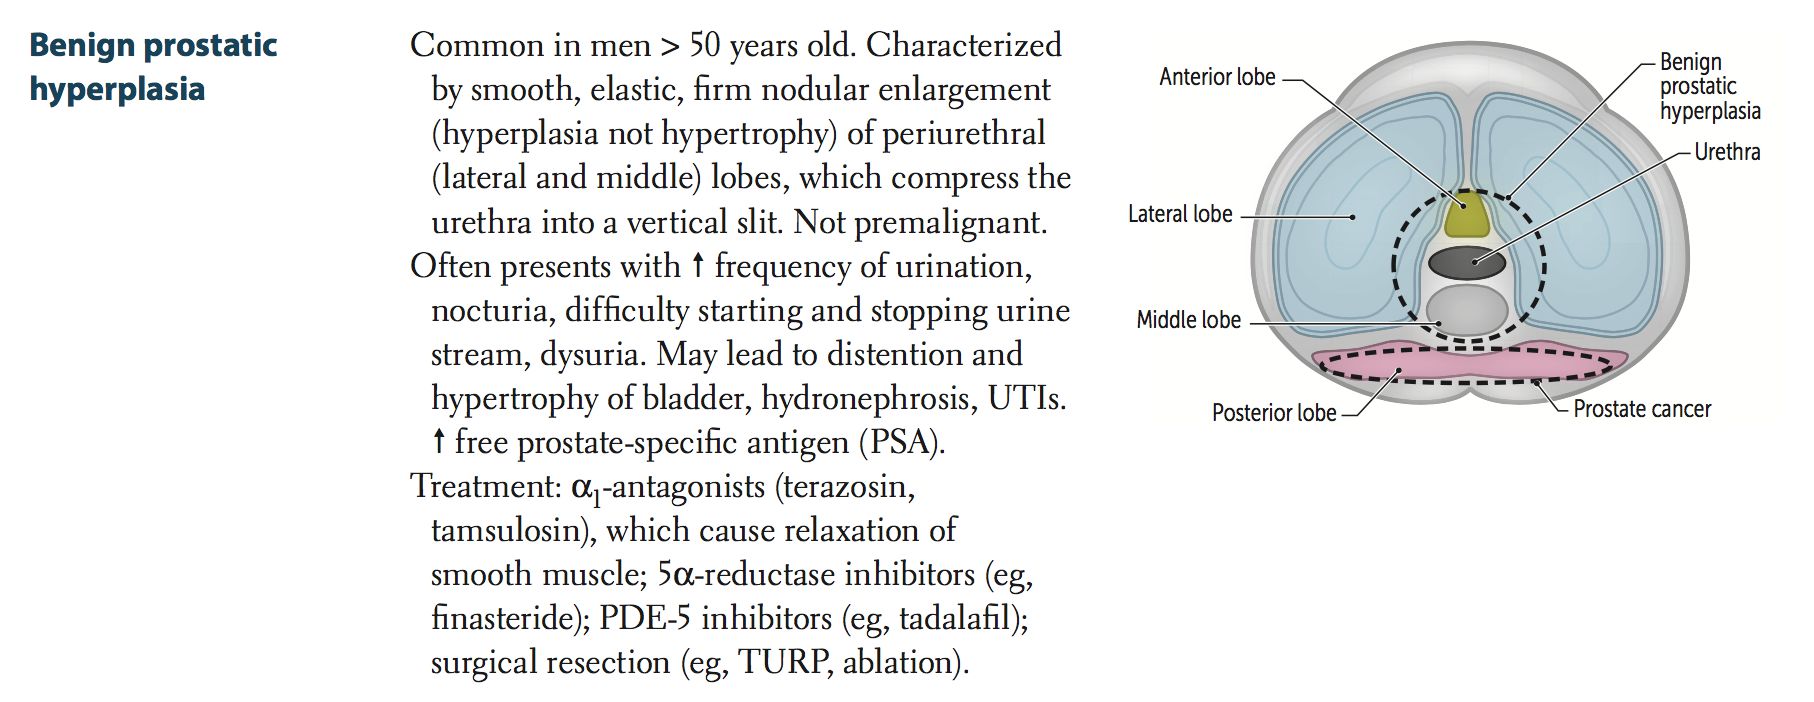 Benign prostatic
hyperplasia
Common in men > 50 years old. Characterized
by smooth, elastic, firm nodular enlargement
(hyperplasia not hypertrophy) of periurethral
(lateral and middle) lobes, which compress the
urethra into a vertical slit. Not premalignant.
Often presents with ↑ frequency of urination,
nocturia, difficulty starting and stopping urine
stream, dysuria. May lead to distention and
hypertrophy of bladder, hydronephrosis, UTIs.
↑ free prostate-specific antigen (PSA).
Treatment: α₁-antagonists (terazosin,
tamsulosin), which cause relaxation of
smooth muscle; 5α-reductase inhibitors (eg,
finasteride); PDE-5 inhibitors (eg, tadalafil);
surgical resection (eg, TURP, ablation).
Anterior lobe
Benign
prostatic
hyperplasia
Urethra
Lateral lobe
Middle lobe
Posterior lobe
Prostate cancer